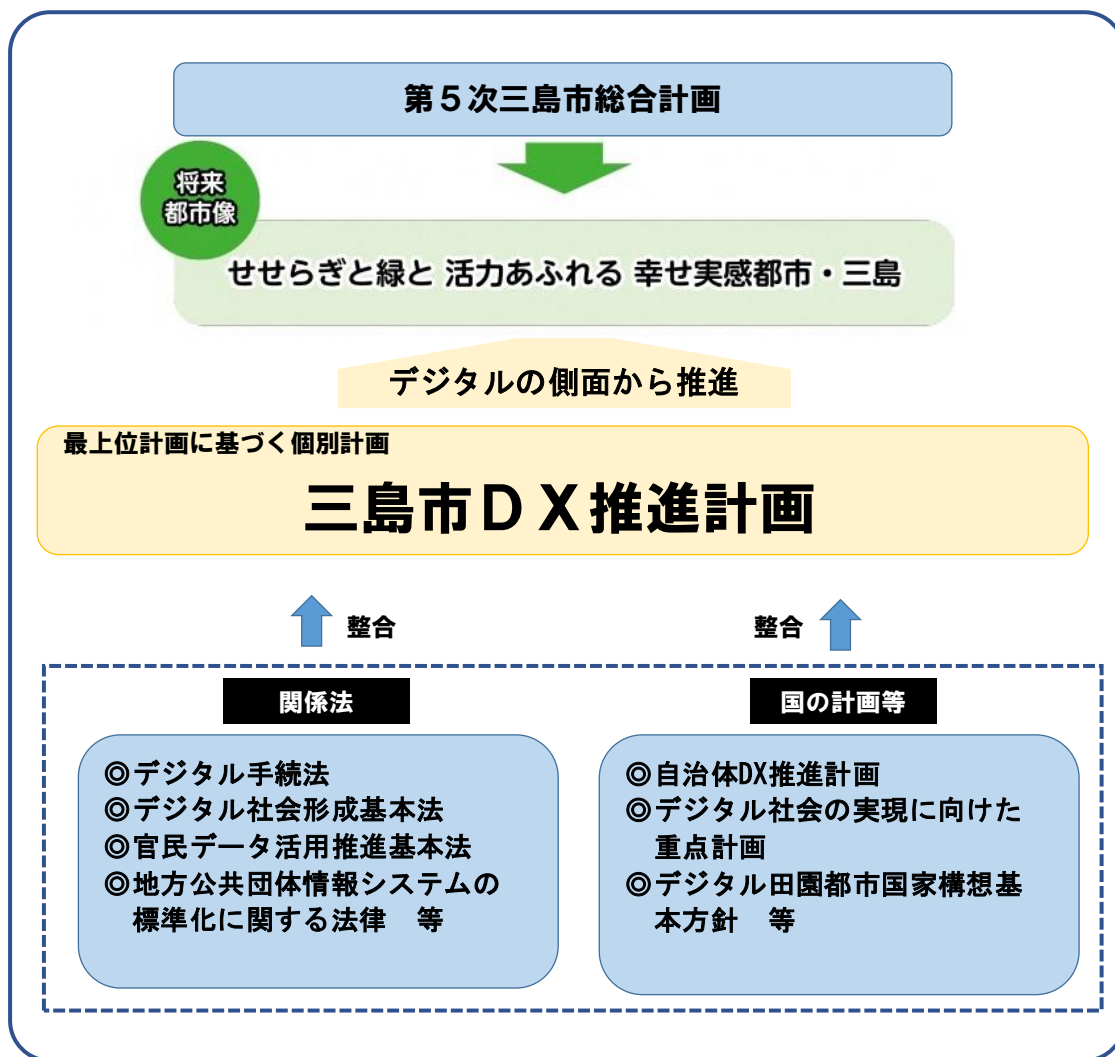 第５次三島市総合計画
将来
都市像
せせらぎと緑と 活力あふれる 幸せ実感都市・三島
デジタルの側面から推進
最上位計画に基づく個別計画
三島市ＤＸ推進計画
整合
整合
関係法
◎デジタル手続法
◎デジタル社会形成基本法
◎官民データ活用推進基本法
◎地方公共団体情報システムの
標準化に関する法律　等
国の計画等
◎自治体DX推進計画
◎デジタル社会の実現に向けた
重点計画
◎デジタル田園都市国家構想基
本方針　等